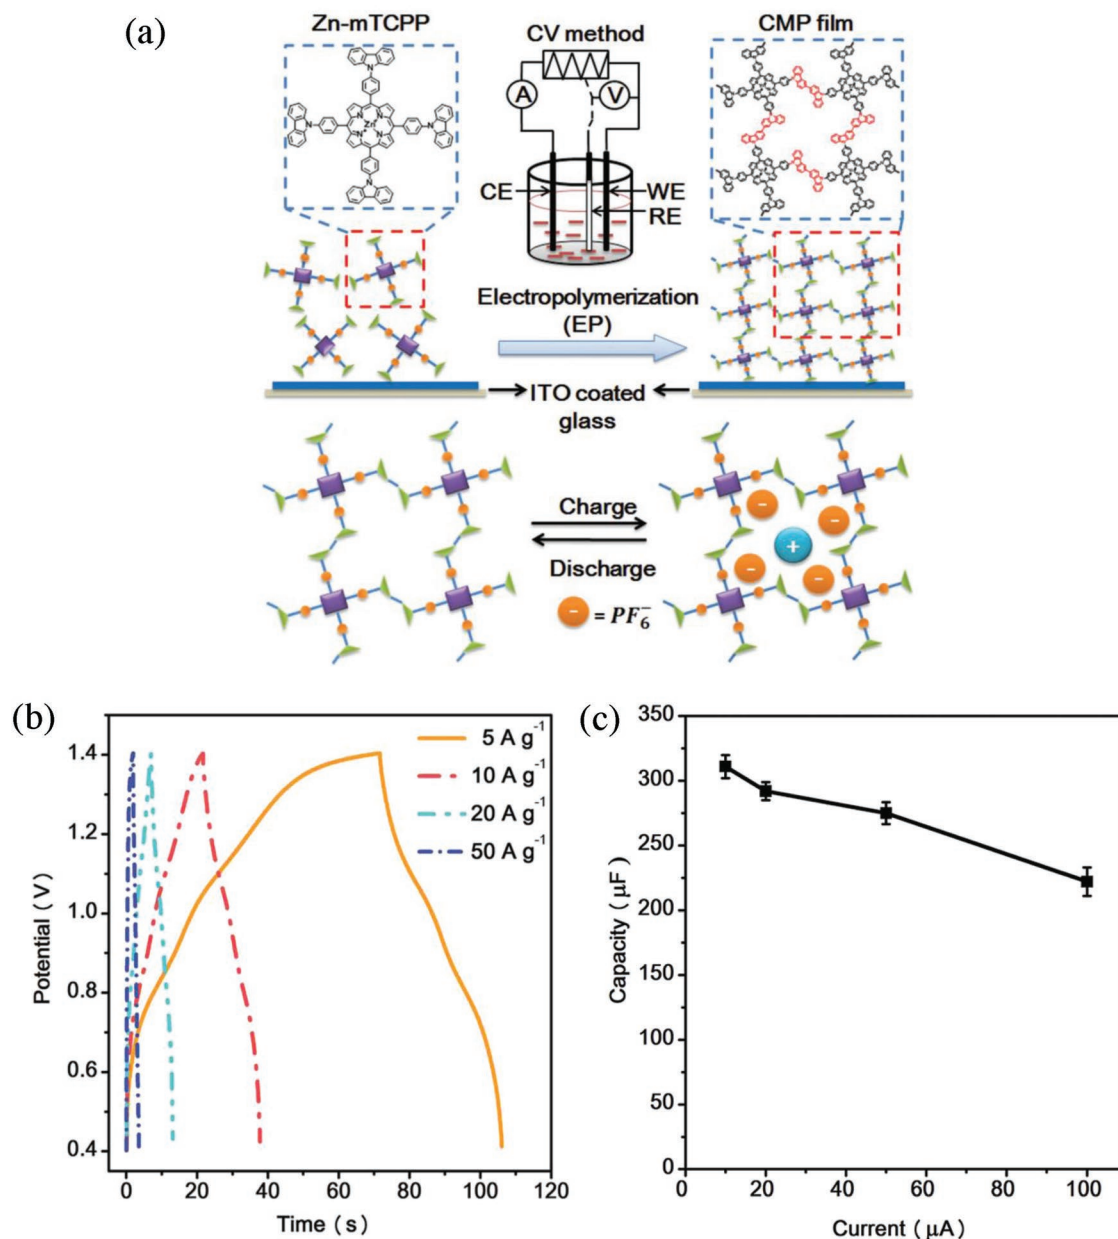 (a)
Zn-mTCPP
CV method
CMP film
A
V
N
N
Zn
N
N
N
N
N
N
CE
WE
RE
Electropolymerization
(EP)
ITO coated
glass
Charge
Discharge
− = PF₆⁻
−
−
+
−
−
(b)
Potential (V)
1.4
1.2
1.0
0.8
0.6
0.4
5 A g⁻¹
10 A g⁻¹
20 A g⁻¹
50 A g⁻¹
0 20 40 60 80 100 120
Time (s)
(c)
Capacity (μF)
350
300
250
200
150
100
50
0
0 20 40 60 80 100
Current (μA)